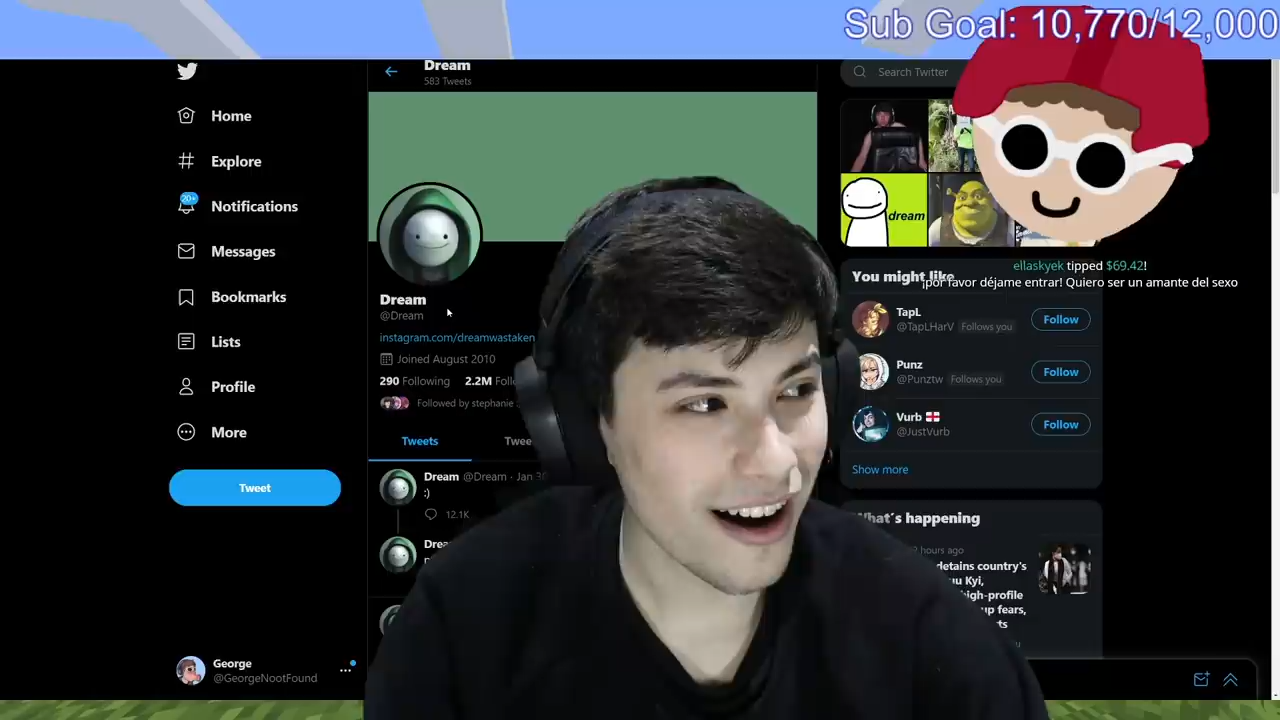 Sub Goal: 10,770/12,000
Dream
583 Tweets
Search Twitter
Home
Explore
20+
Notifications
Messages
Bookmarks
Lists
Profile
More
Tweet
George
@GeorgeNootFound
Dream
@Dream
instagram.com/dreamwastaken
Joined August 2010
290 Following 2.2M
Followed by stephanie
Tweets
Dream @Dream · Jan
:)
12.1K
dream
ellaskyek tipped $69.42!
¡por favor déjame entrar! Quiero ser un amante del sexo
You might like
TapL
@TapLHarV Follows you
Follow
Punz
@Punztw Follows you
Follow
Vurb
@JustVurb
Follow
Show more
What's happening
hours ago
detains country's
Kyi,
high-profile
fears,